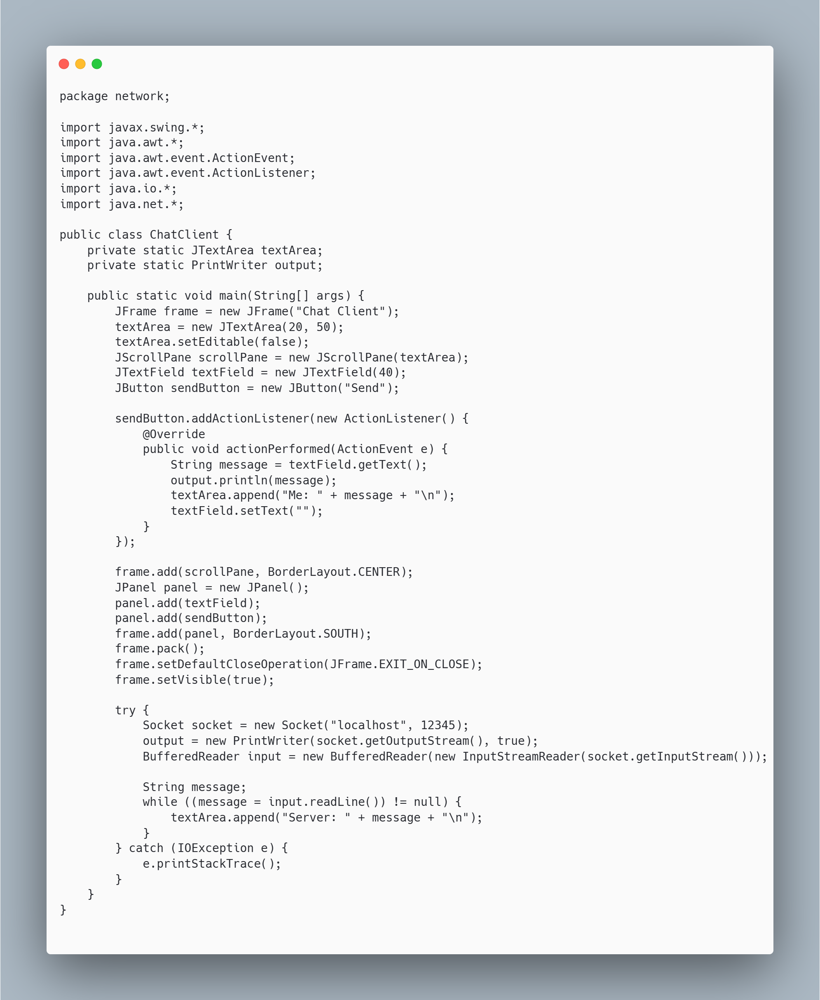 package network;

import javax.swing.*;
import java.awt.*;
import java.awt.event.ActionEvent;
import java.awt.event.ActionListener;
import java.io.*;
import java.net.*;

public class ChatClient {
    private static JTextArea textArea;
    private static PrintWriter output;

    public static void main(String[] args) {
        JFrame frame = new JFrame("Chat Client");
        textArea = new JTextArea(20, 50);
        textArea.setEditable(false);
        JScrollPane scrollPane = new JScrollPane(textArea);
        JTextField textField = new JTextField(40);
        JButton sendButton = new JButton("Send");

        sendButton.addActionListener(new ActionListener() {
            @Override
            public void actionPerformed(ActionEvent e) {
                String message = textField.getText();
                output.println(message);
                textArea.append("Me: " + message + "\n");
                textField.setText("");
            }
        });

        frame.add(scrollPane, BorderLayout.CENTER);
        JPanel panel = new JPanel();
        panel.add(textField);
        panel.add(sendButton);
        frame.add(panel, BorderLayout.SOUTH);
        frame.pack();
        frame.setDefaultCloseOperation(JFrame.EXIT_ON_CLOSE);
        frame.setVisible(true);

        try {
            Socket socket = new Socket("localhost", 12345);
            output = new PrintWriter(socket.getOutputStream(), true);
            BufferedReader input = new BufferedReader(new InputStreamReader(socket.getInputStream()));

            String message;
            while ((message = input.readLine()) != null) {
                textArea.append("Server: " + message + "\n");
            }
        } catch (IOException e) {
            e.printStackTrace();
        }
    }
}